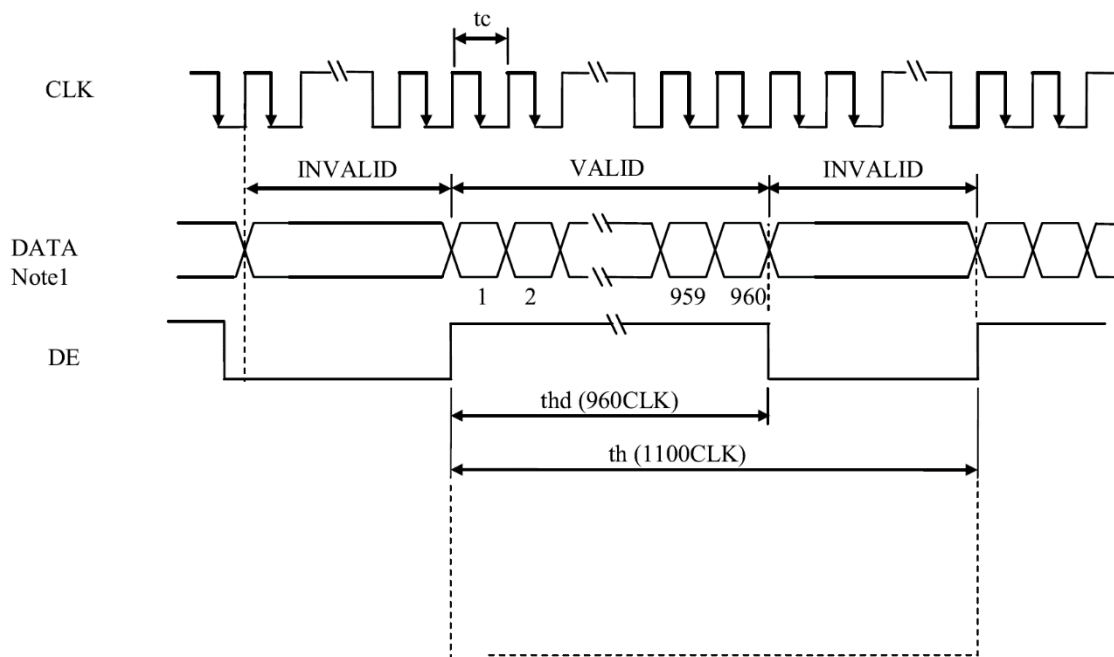 tc
CLK
INVALID VALID INVALID
DATA
Note1
1 2 959 960
DE
thd (960CLK)
th (1100CLK)